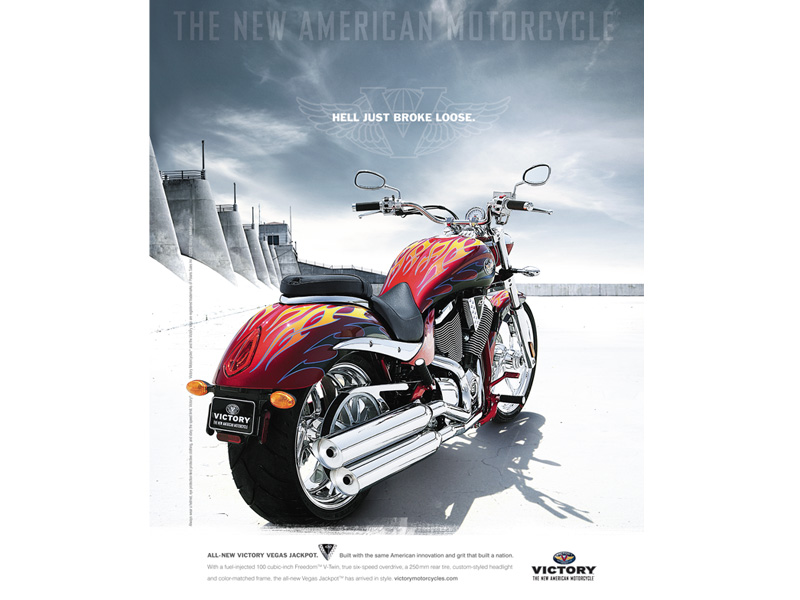 THE NEW AMERICAN MOTORCYCLE
HELL JUST BROKE LOOSE.
VICTORY
THE NEW AMERICAN MOTORCYCLE
ALL-NEW VICTORY VEGAS JACKPOT. Built with the same American innovation and grit that built a nation.
With a fuel-injected 100 cubic-inch Freedom™ V-Twin, true six-speed overdrive, a 250mm rear tire, custom-styled headlight
and color-matched frame, the all-new Vegas Jackpot™ has arrived in style. victorymotorcycles.com
VICTORY
THE NEW AMERICAN MOTORCYCLE